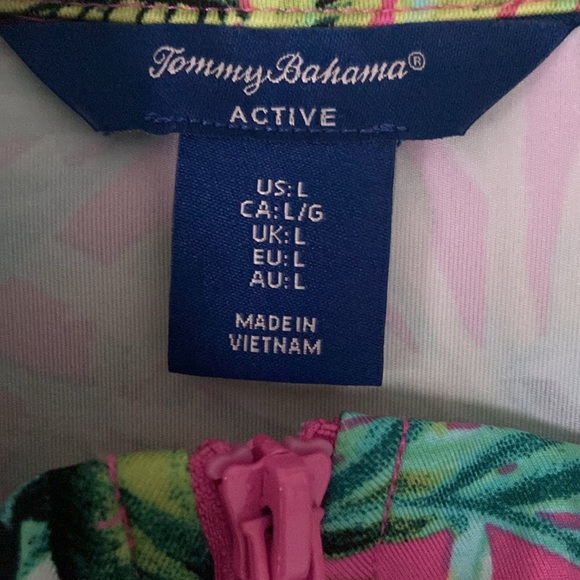 Tommy Bahama®
ACTIVE
US: L
CA: L/G
UK: L
EU: L
AU: L
MADE IN
VIETNAM